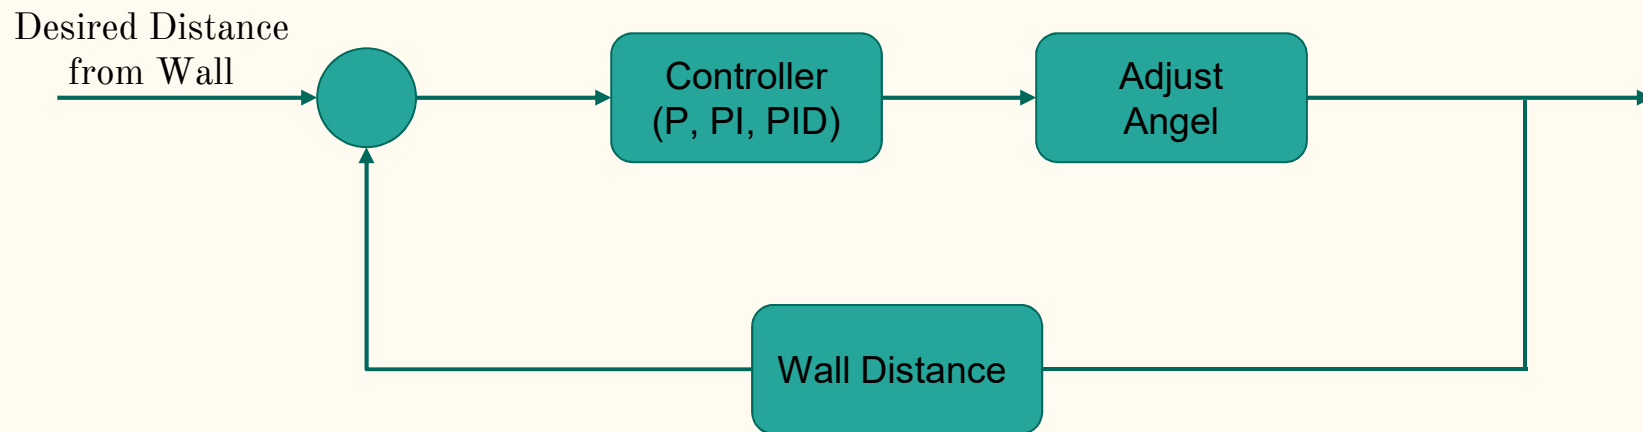 Desired Distance
from Wall
Controller
(P, PI, PID)
Adjust
Angel
Wall Distance